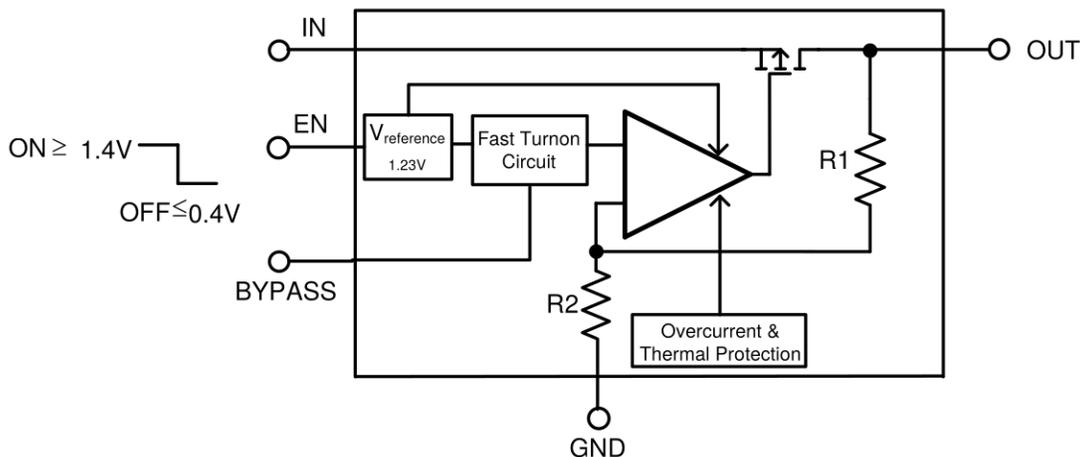 IN
OUT
EN
Vreference
1.23V
Fast Turnon
Circuit
ON ≥ 1.4V
OFF≤0.4V
R1
BYPASS
R2
Overcurrent &
Thermal Protection
GND